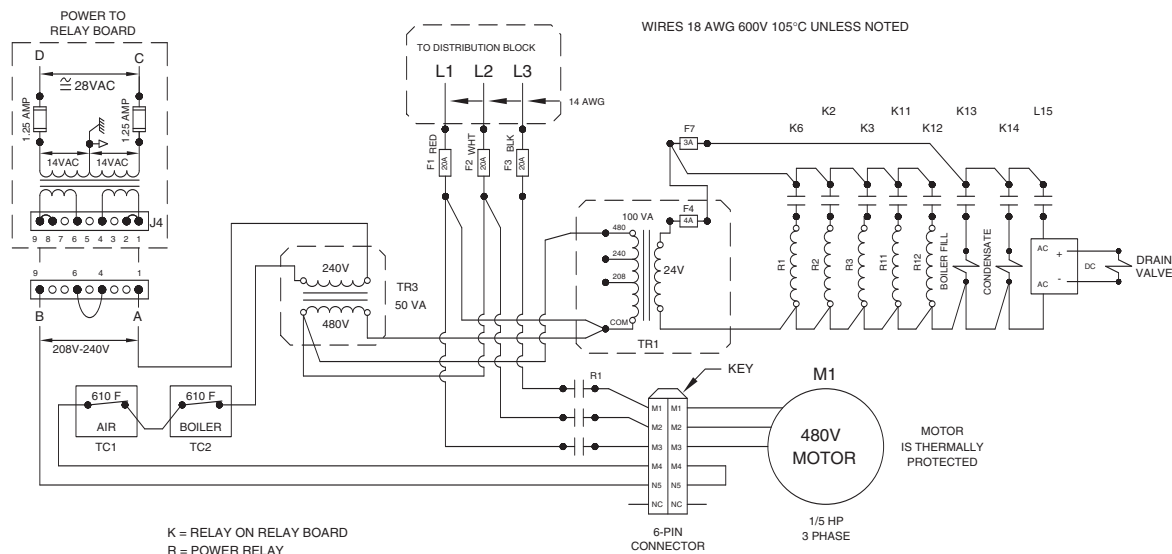 POWER TO
RELAY BOARD
WIRES 18 AWG 600V 105°C UNLESS NOTED
D
C
≅ 28VAC
1.25 AMP
1.25 AMP
14VAC
14VAC
J4
9 8 7 6 5 4 3 2 1
9 6 4 1
B
A
208V-240V
610 F
AIR
TC1
610 F
BOILER
TC2
TO DISTRIBUTION BLOCK
L1 L2 L3
14 AWG
F1 RED
20A
F2 WHT
20A
F3 BLK
20A
240V
480V
TR3
50 VA
100 VA
480
240
208
COM
24V
TR1
F4
4A
F7
3A
K6
K2
K3
K11
K12
K13
K14
L15
R1
R2
R3
R11
R12
BOILER FILL
CONDENSATE
AC
AC
+
-
DC
DRAIN
VALVE
R1
KEY
M1 M1
M2 M2
M3 M3
M4 M4
N5 N5
NC NC
6-PIN
CONNECTOR
M1
480V
MOTOR
1/5 HP
3 PHASE
MOTOR
IS THERMALLY
PROTECTED
K = RELAY ON RELAY BOARD
R = POWER RELAY